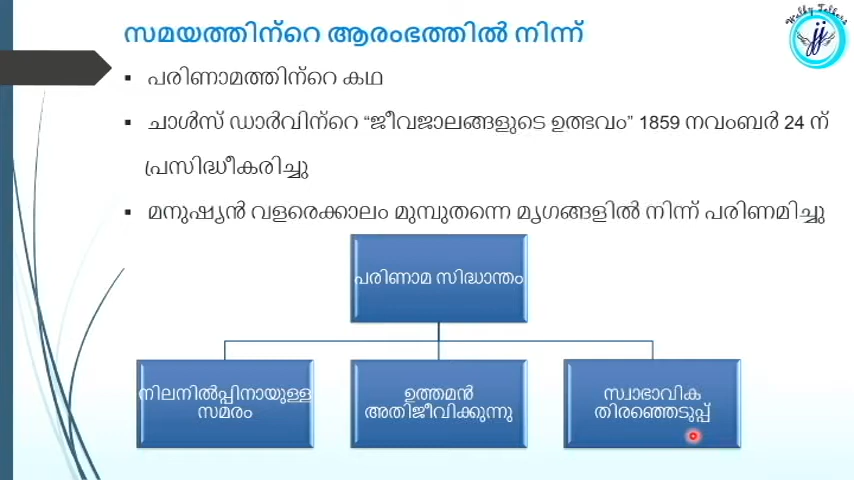 സമയത്തിന്റെ ആരംഭത്തിൽ നിന്ന്
പരിണാമത്തിന്റെ കഥ
ചാൾസ് ഡാർവിന്റെ “ജീവജാലങ്ങളുടെ ഉത്ഭവം” 1859 നവംബർ 24 ന്
പ്രസിദ്ധീകരിച്ചു
മനുഷ്യൻ വളരെക്കാലം മുമ്പുതന്നെ മൃഗങ്ങളിൽ നിന്ന് പരിണമിച്ചു
പരിണാമ സിദ്ധാന്തം
നിലനിൽപ്പിനായുള്ള
സമരം
ഉത്തമൻ
അതിജീവിക്കുന്നു
സ്വാഭാവിക
തിരഞ്ഞെടുപ്പ്